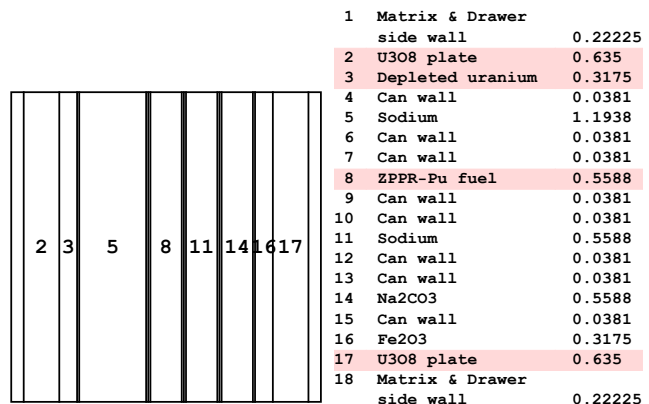 2 3 5 8 11 14 16 17
1 Matrix & Drawer
side wall 0.22225
2 U3O8 plate 0.635
3 Depleted uranium 0.3175
4 Can wall 0.0381
5 Sodium 1.1938
6 Can wall 0.0381
7 Can wall 0.0381
8 ZPPR-Pu fuel 0.5588
9 Can wall 0.0381
10 Can wall 0.0381
11 Sodium 0.5588
12 Can wall 0.0381
13 Can wall 0.0381
14 Na2CO3 0.5588
15 Can wall 0.0381
16 Fe2O3 0.3175
17 U3O8 plate 0.635
18 Matrix & Drawer
side wall 0.22225